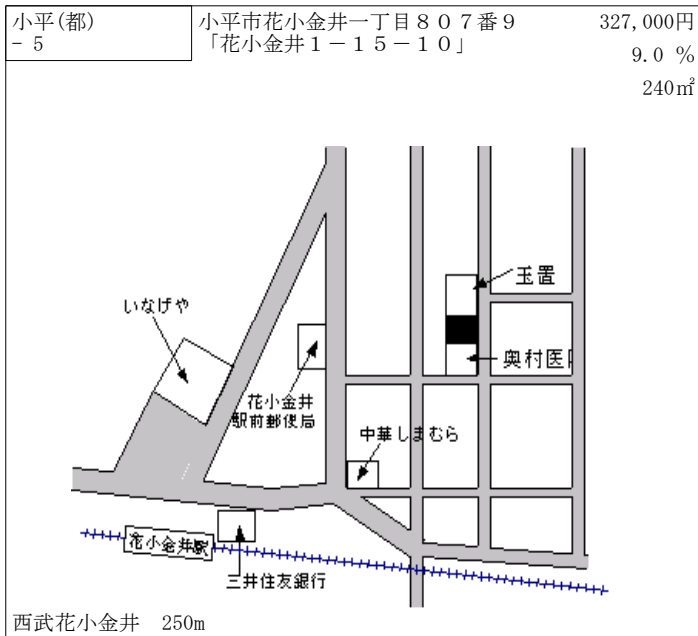 小平(都)
- 5
小平市花小金井一丁目８０７番９
「花小金井１－１５－１０」
327,000円
9.0 %
240㎡
玉置
いなげや
奥村医
花小金井
駅前郵便局
中華しまむら
花小金井駅
三井住友銀行
西武花小金井　250m